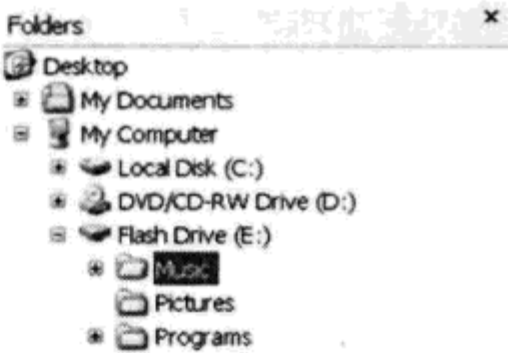 Folders
Desktop
My Documents
My Computer
Local Disk (C:)
DVD/CD-RW Drive (D:)
Flash Drive (E:)
Music
Pictures
Programs